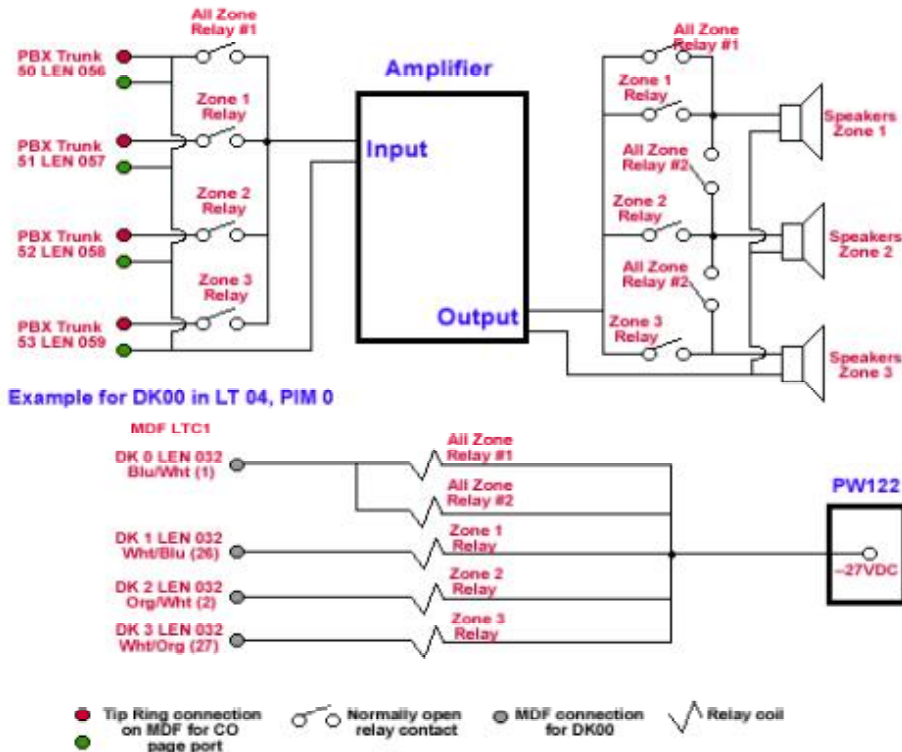 All Zone
Relay #1
PBX Trunk
50 LEN 056
Zone 1
Relay
PBX Trunk
51 LEN 057
Zone 2
Relay
PBX Trunk
52 LEN 058
Zone 3
Relay
PBX Trunk
53 LEN 059
Amplifier
Input
Output
All Zone
Relay #1
Zone 1
Relay
Speakers
Zone 1
All Zone
Relay #2
Zone 2
Relay
Speakers
Zone 2
All Zone
Relay #2
Zone 3
Relay
Speakers
Zone 3
Example for DK00 in LT 04, PIM 0
MDF LTC1
DK 0 LEN 032
Blu/Wht (1)
All Zone
Relay #1
All Zone
Relay #2
DK 1 LEN 032
Wht/Blu (26)
Zone 1
Relay
DK 2 LEN 032
Org/Wht (2)
Zone 2
Relay
DK 3 LEN 032
Wht/Org (27)
Zone 3
Relay
PW122
–27VDC
Tip Ring connection
on MDF for CO
page port
Normally open
relay contact
MDF connection
for DK00
Relay coil